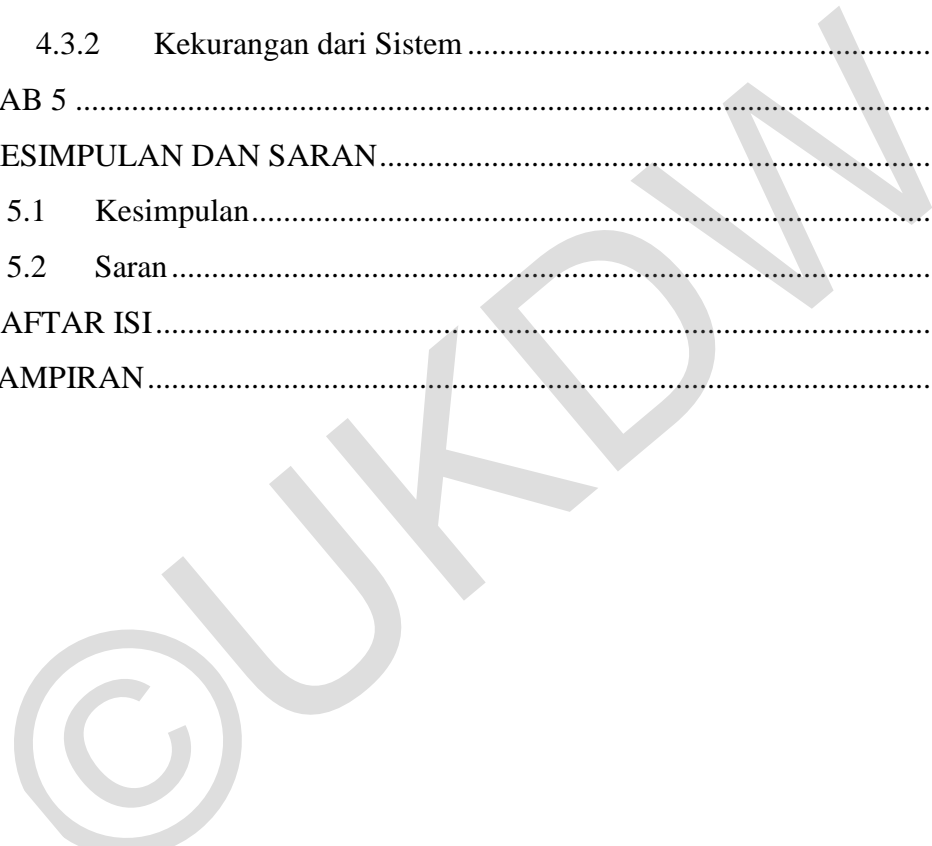 4.3.2 Kekurangan dari Sistem ..........................................................
AB 5 ...........................................................................................................
ESIMPULAN DAN SARAN.....................................................................
5.1 Kesimpulan.....................................................................................
5.2 Saran ...............................................................................................
AFTAR ISI.................................................................................................
AMPIRAN..................................................................................................
©UKDW